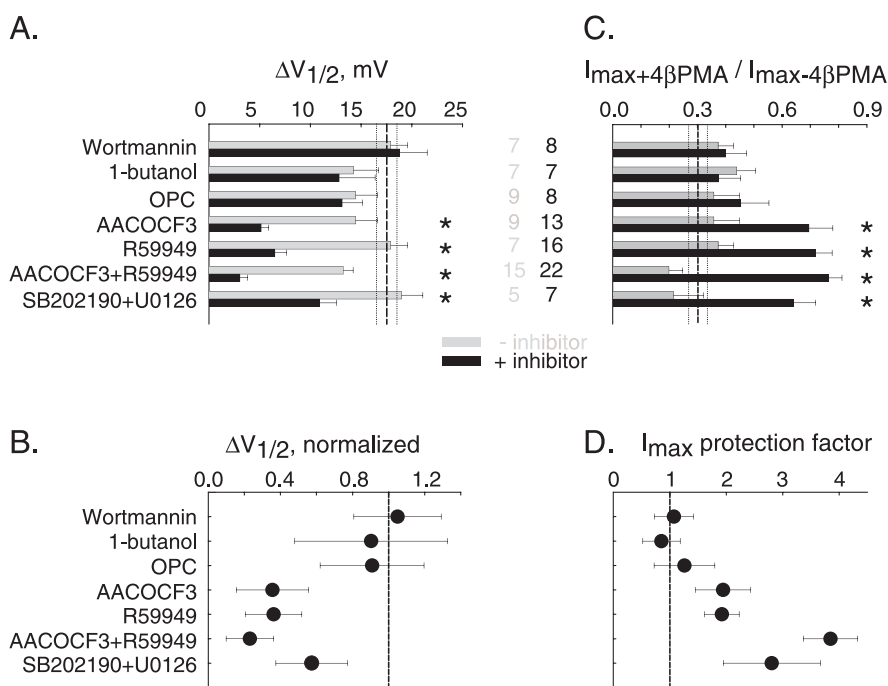 A.
C.
ΔV1/2, mV
Imax+4βPMA / Imax-4βPMA
0 5 10 15 20 25
0.0 0.3 0.6 0.9
Wortmannin 7 8
1-butanol 7 7
OPC 9 8
AACOCF3 * 9 13 *
R59949 * 7 16 *
AACOCF3+R59949 * 15 22 *
SB202190+U0126 * 5 7 *
- inhibitor
+ inhibitor
B.
D.
ΔV1/2, normalized
Imax protection factor
0.0 0.4 0.8 1.2
0 1 2 3 4
Wortmannin
1-butanol
OPC
AACOCF3
R59949
AACOCF3+R59949
SB202190+U0126